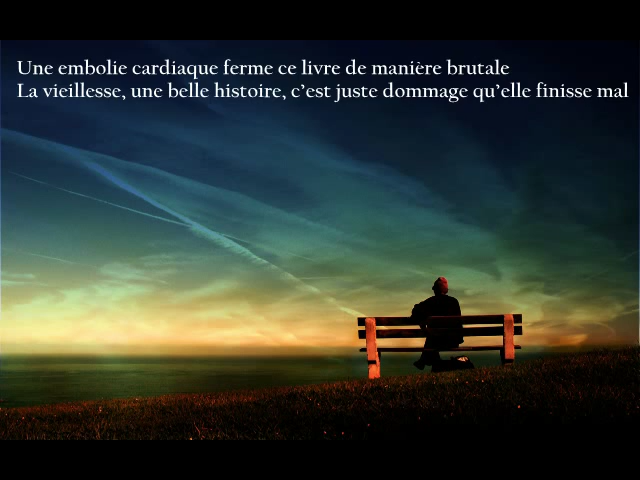 Une embolie cardiaque ferme ce livre de manière brutale
La vieillesse, une belle histoire, c'est juste dommage qu'elle finisse mal